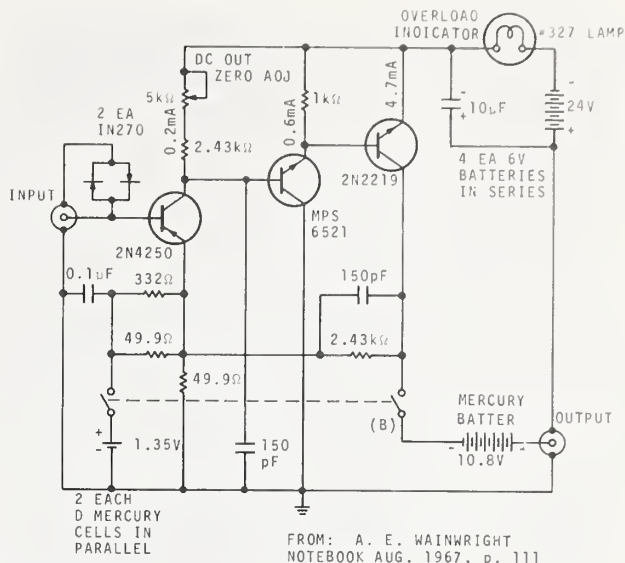 OVERLOAD
INOICATOR
#327 LAMP
DC OUT
ZERO AOJ
5kΩ
0.2mA
2.43kΩ
1kΩ
0.6mA
4.7mA
10μF
24V
2 EA
IN270
INPUT
2N4250
MPS
6521
2N2219
4 EA 6V
BATTERIES
IN SERIES
0.1μF
332Ω
150pF
49.9Ω
2.43kΩ
49.9Ω
MERCURY
BATTER
OUTPUT
(B)
1.35V
150
pF
10.8V
2 EACH
D MERCURY
CELLS IN
PARALLEL
FROM: A. E. WAINWRIGHT
NOTEBOOK AUG. 1967, p. 111